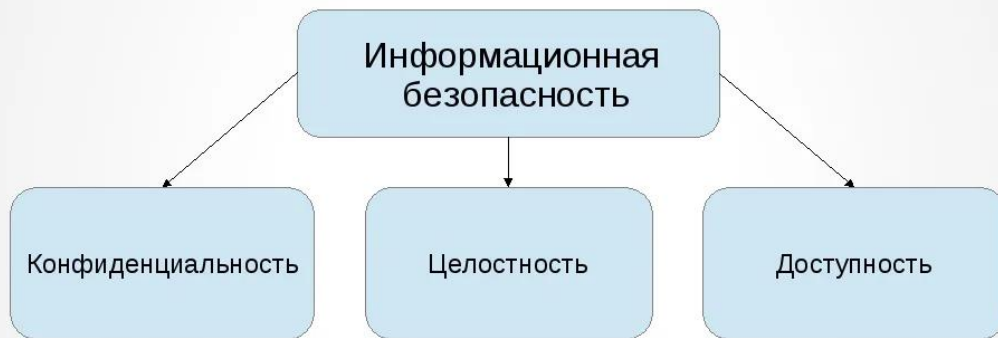 Информационная
безопасность
Конфиденциальность
Целостность
Доступность